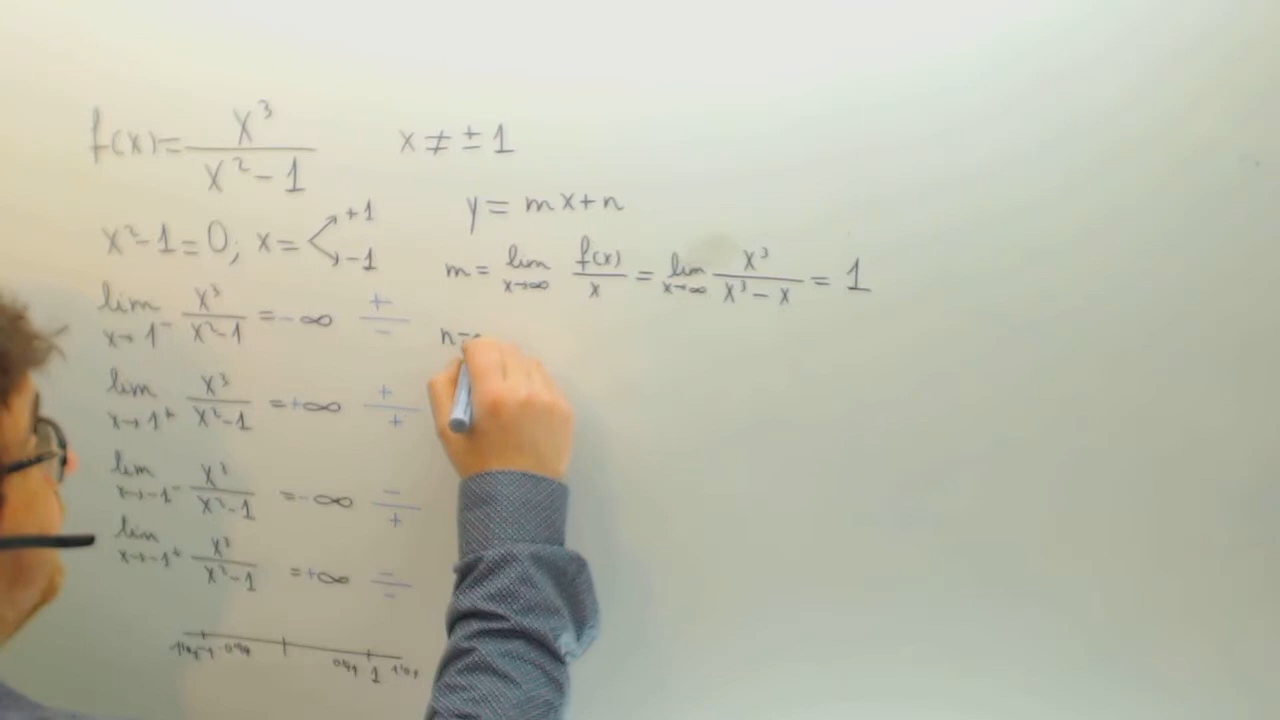 f(x)= x³/(x²-1)
x ≠ ±1
x²-1=0; x= +1 -1
lim x→1⁻ x³/(x²-1) =-∞ +/-
lim x→1⁺ x³/(x²-1) =+∞ +/+
lim x→-1⁻ x³/(x²-1) =-∞ -/+
lim x→-1⁺ x³/(x²-1) =+∞ -/-
-1 1
y= mx+n
m= lim x→∞ f(x)/x = lim x→∞ x³/(x³-x) = 1
n=